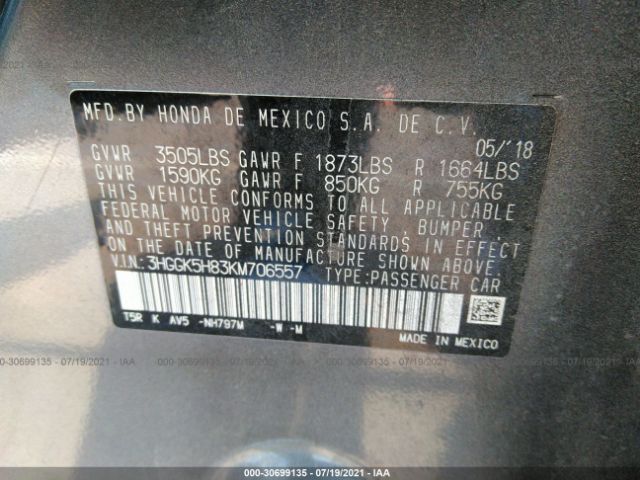 MFD.BY HONDA DE MEXICO S.A. DE C.V.
05/'18
GVWR 3505LBS GAWR F 1873LBS R 1664LBS
GVWR 1590KG GAWR F 850KG R 755KG
THIS VEHICLE CONFORMS TO ALL APPLICABLE
FEDERAL MOTOR VEHICLE SAFETY, BUMPER,
AND THEFT PREVENTION STANDARDS IN EFFECT
ON THE DATE OF MANUFACTURE SHOWN ABOVE.
V.I.N: 3HGGK5H83KM706557 TYPE:PASSENGER CAR
T5R K AV5 -NH797M -W -M
MADE IN MEXICO
000-30699135 - 07/19/2021 - IAA
000-30699135 - 07/19/2021 - IAA
000-30699135 - 07/19/2021 - IAA